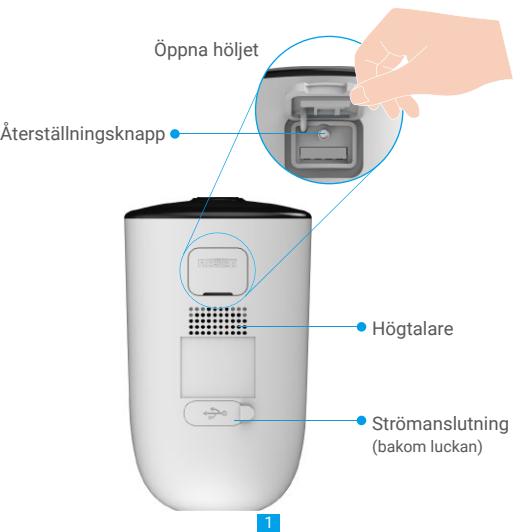 Öppna höljet
Återställningsknapp
RESET
Högtalare
Strömanslutning
(bakom luckan)
1